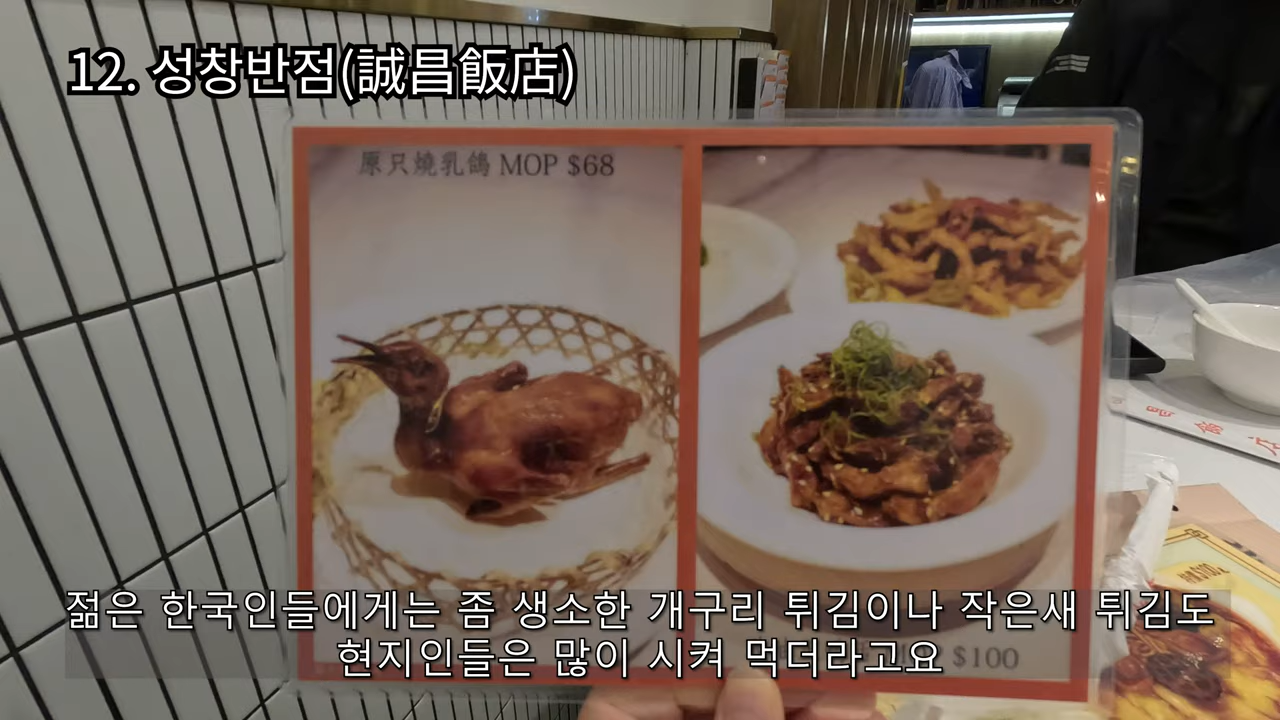 12. 성창반점(誠昌飯店)
原只燒乳鴿 MOP $68
젊은 한국인들에게는 좀 생소한 개구리 튀김이나 작은새 튀김도
현지인들은 많이 시켜 먹더라고요
$100